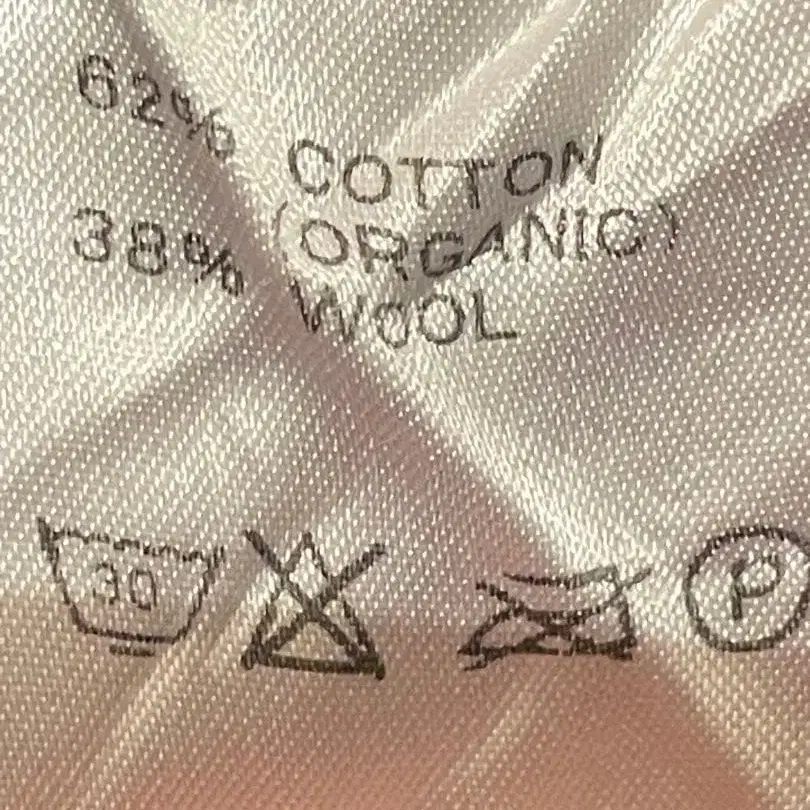 62% COTTON
(ORGANIC)
38% WOOL
30
P